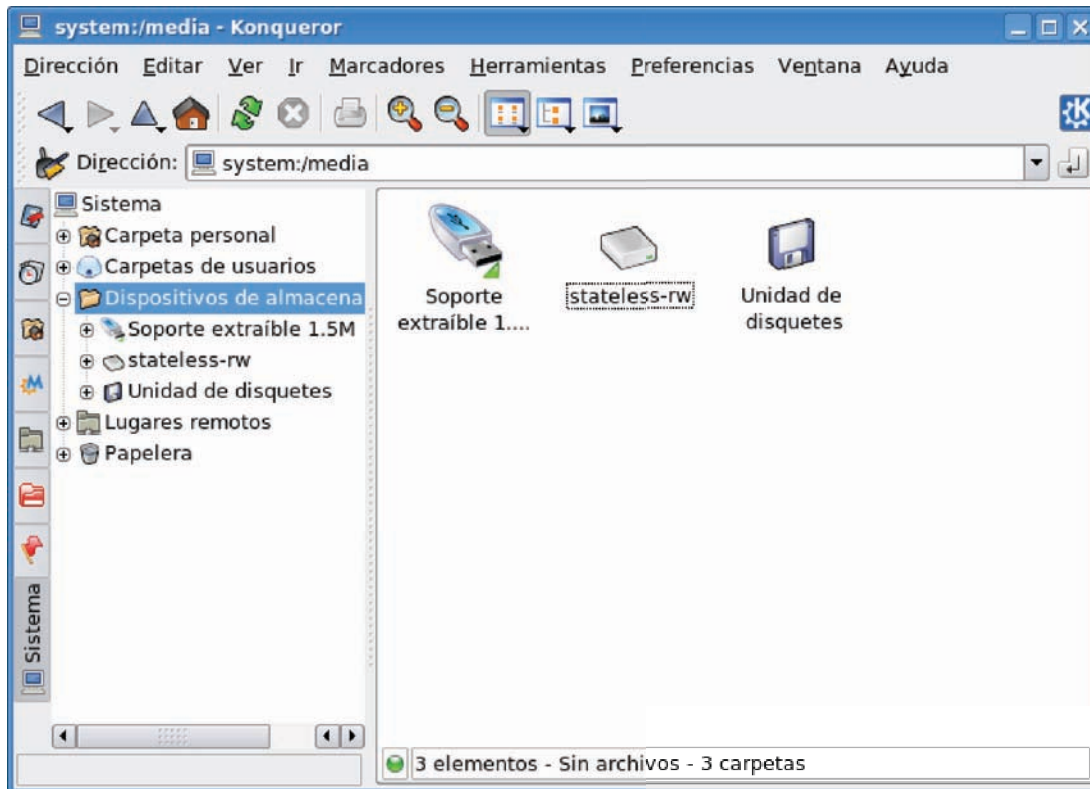 system:/media - Konqueror
Dirección Editar Ver Ir Marcadores Herramientas Preferencias Ventana Ayuda
Dirección: system:/media
Sistema
Carpeta personal
Carpetas de usuarios
Dispositivos de almacena
Soporte extraíble 1.5M
stateless-rw
Unidad de disquetes
Lugares remotos
Papelera
Sistema
Soporte
extraíble 1....
stateless-rw
Unidad de
disquetes
3 elementos - Sin archivos - 3 carpetas